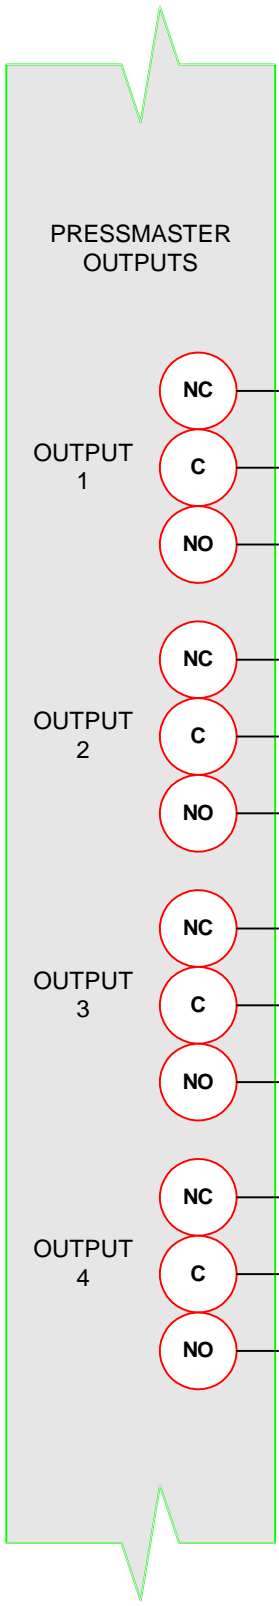 PRESSMASTER
OUTPUTS
NC
OUTPUT
1
C
NO
NC
OUTPUT
2
C
NO
NC
OUTPUT
3
C
NO
NC
OUTPUT
4
C
NO